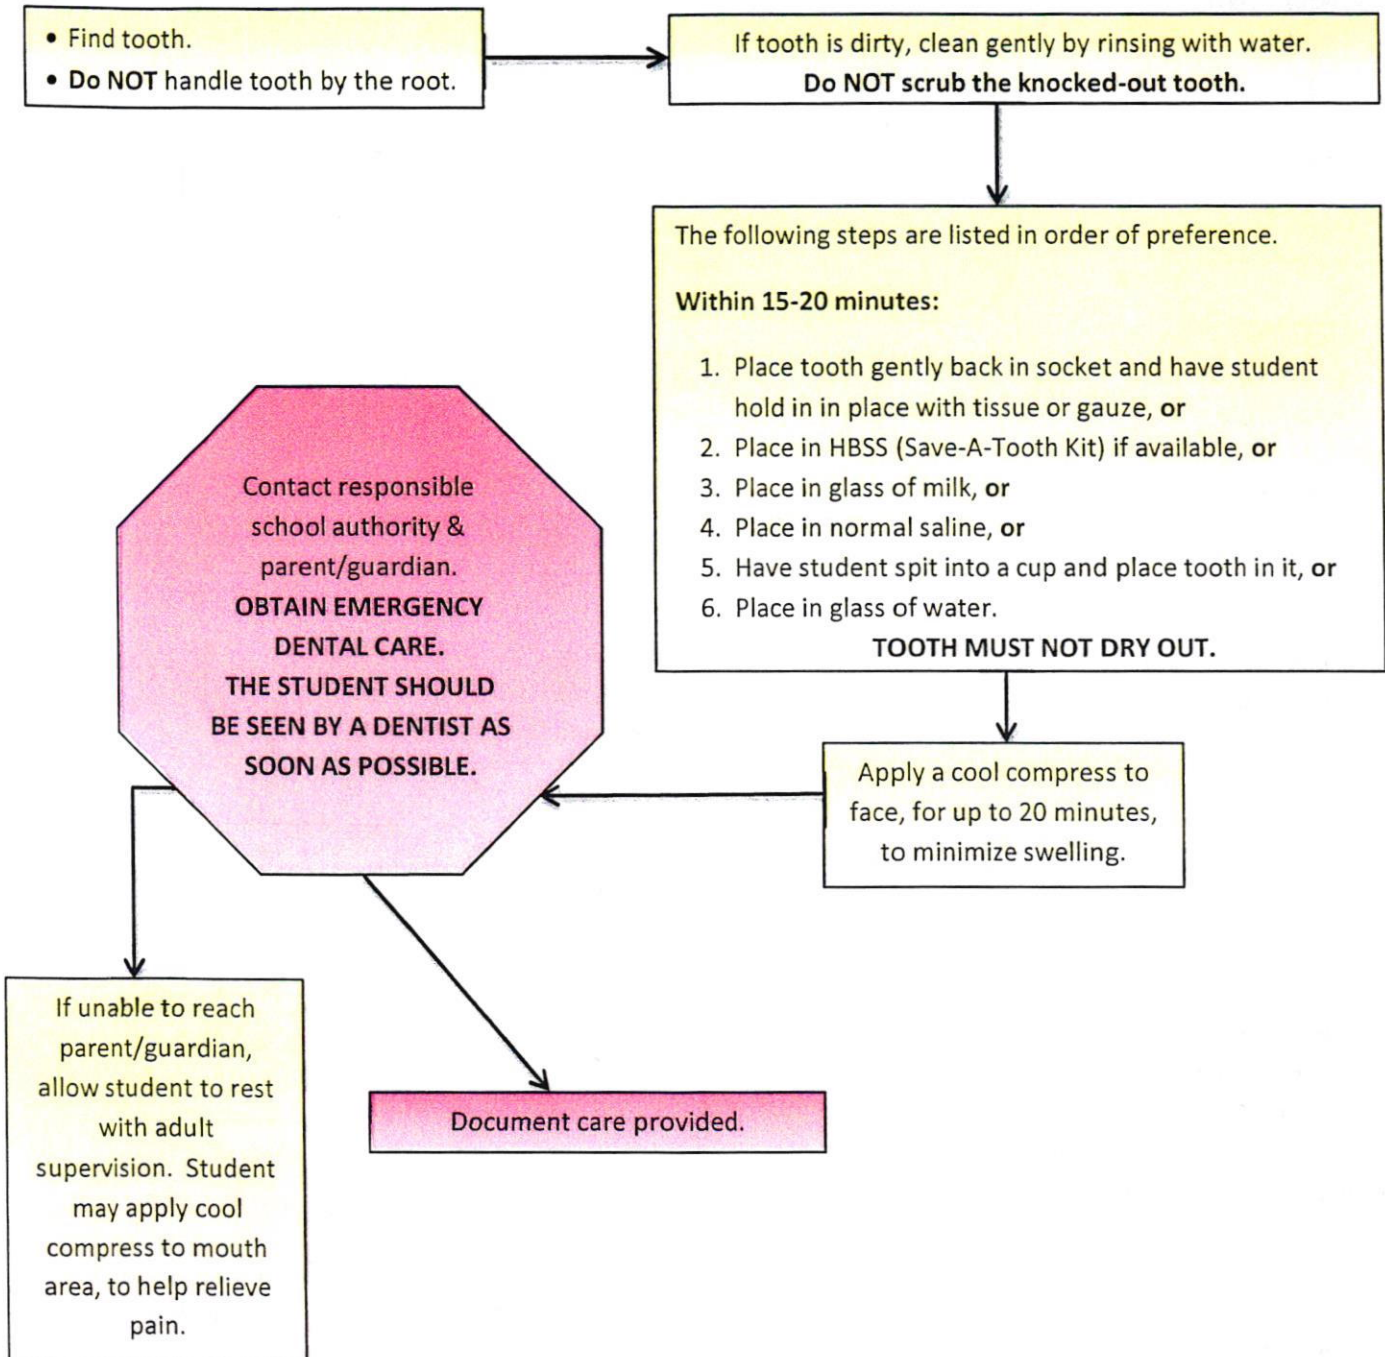 • Find tooth.
• Do NOT handle tooth by the root.
If tooth is dirty, clean gently by rinsing with water.
Do NOT scrub the knocked-out tooth.
The following steps are listed in order of preference.
Within 15-20 minutes:
1. Place tooth gently back in socket and have student
hold in in place with tissue or gauze, or
2. Place in HBSS (Save-A-Tooth Kit) if available, or
3. Place in glass of milk, or
4. Place in normal saline, or
5. Have student spit into a cup and place tooth in it, or
6. Place in glass of water.
TOOTH MUST NOT DRY OUT.
Apply a cool compress to
face, for up to 20 minutes,
to minimize swelling.
Contact responsible
school authority &
parent/guardian.
OBTAIN EMERGENCY
DENTAL CARE.
THE STUDENT SHOULD
BE SEEN BY A DENTIST AS
SOON AS POSSIBLE.
If unable to reach
parent/guardian,
allow student to rest
with adult
supervision. Student
may apply cool
compress to mouth
area, to help relieve
pain.
Document care provided.